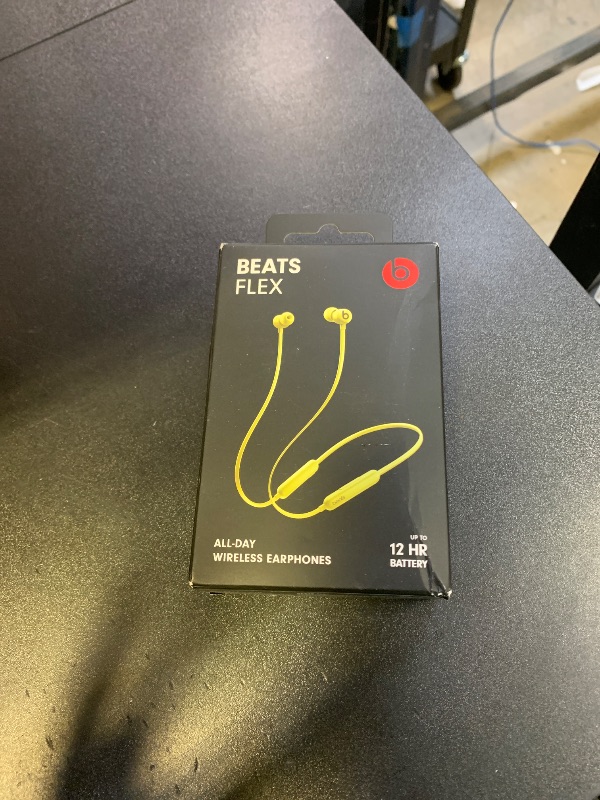 BEATS
FLEX
ALL-DAY
WIRELESS EARPHONES
UP TO
12 HR
BATTERY